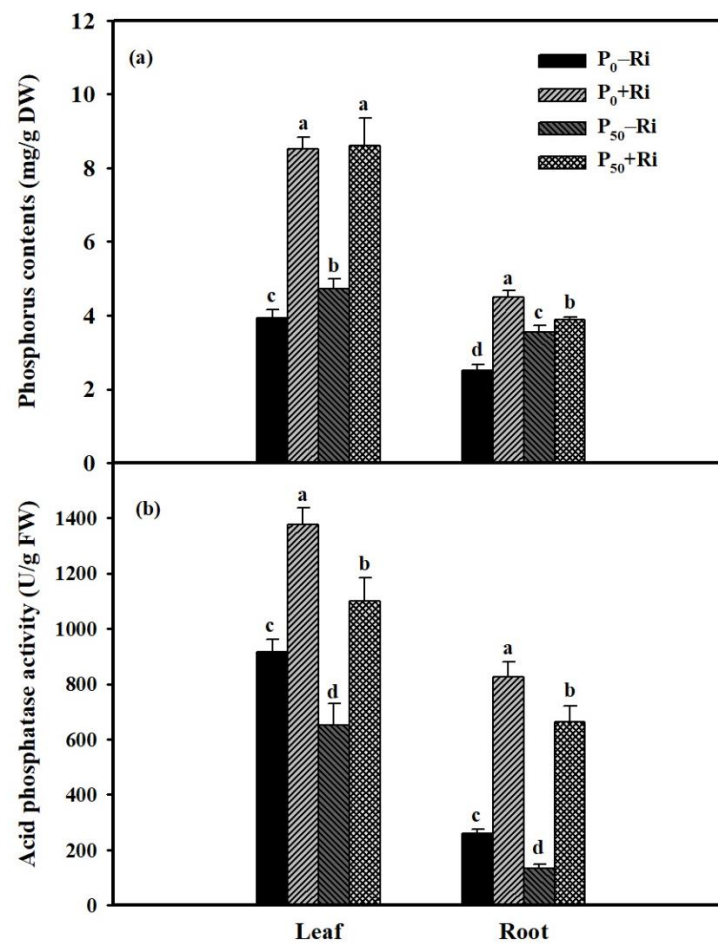 12
(a)
P₀–Ri
P₀+Ri
P₅₀–Ri
P₅₀+Ri
10
8
6
4
2
0
Phosphorus contents (mg/g DW)
c
a
b
a
d
a
c
b
(b)
1400
1200
1000
800
600
400
200
0
Acid phosphatase activity (U/g FW)
c
a
d
b
c
a
d
b
Leaf Root